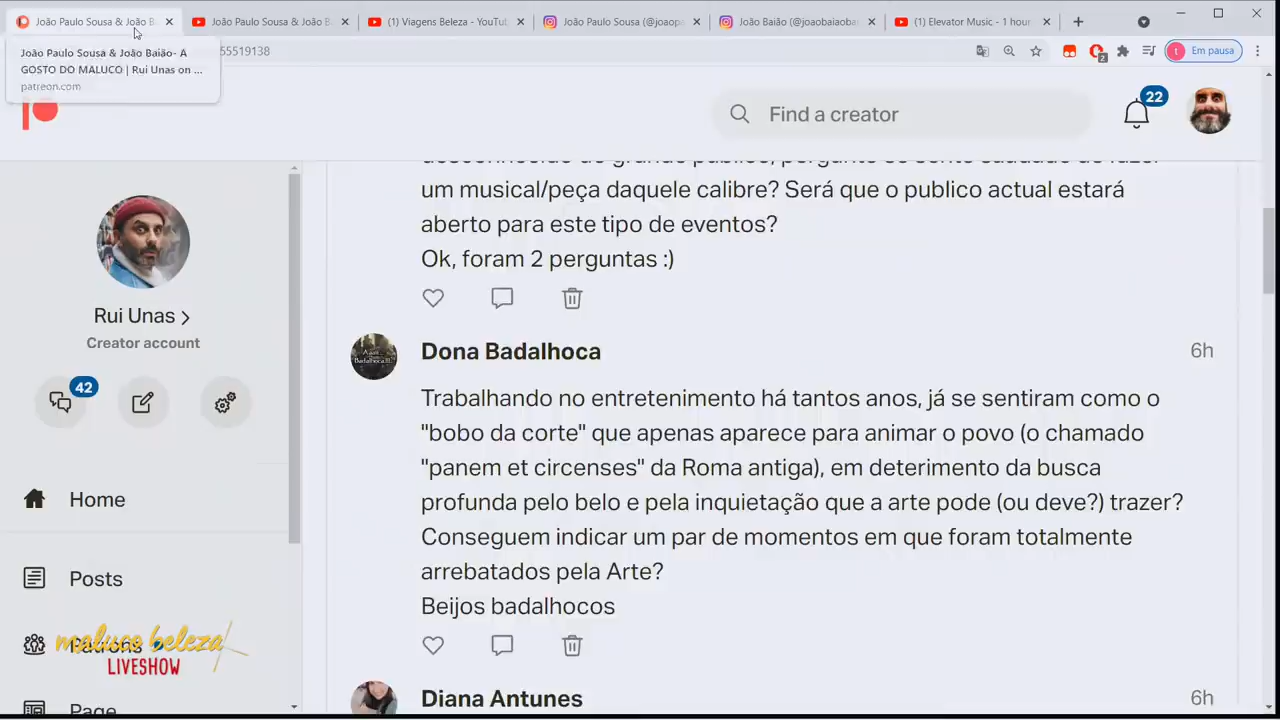 João Paulo Sousa & João B
João Paulo Sousa & João B
(1) Viagens Beleza - YouTu
João Paulo Sousa (@joaop
João Baião (@joaobaiaobar
(1) Elevator Music - 1 hour
João Paulo Sousa & João Baião- A
GOSTO DO MALUCO | Rui Unas on ...
patreon.com
55519138
2
t
Em pausa
Find a creator
22
um musical/peça daquele calibre? Será que o publico actual estará
aberto para este tipo de eventos?
Ok, foram 2 perguntas :)
Rui Unas
Creator account
42
Home
Posts
Patrons
Page
maluco beleza
LIVESHOW
Dona Badalhoca
6h
Trabalhando no entretenimento há tantos anos, já se sentiram como o
"bobo da corte" que apenas aparece para animar o povo (o chamado
"panem et circenses" da Roma antiga), em deterimento da busca
profunda pelo belo e pela inquietação que a arte pode (ou deve?) trazer?
Conseguem indicar um par de momentos em que foram totalmente
arrebatados pela Arte?
Beijos badalhocos
Diana Antunes
6h